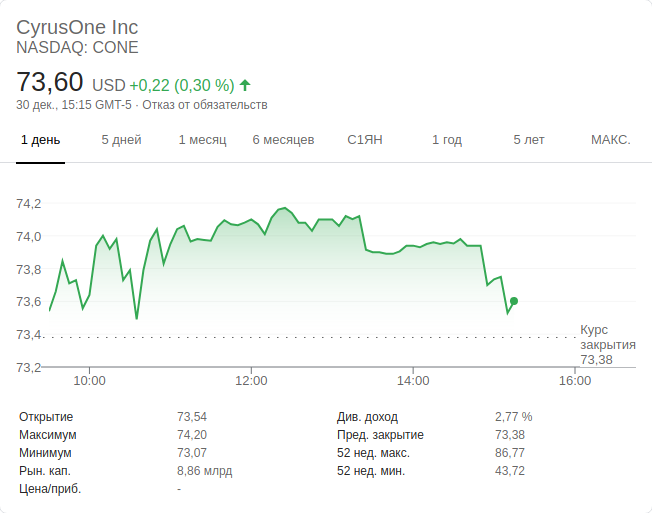 CyrusOne Inc
NASDAQ: CONE
73,60 USD +0,22 (0,30 %)
30 дек., 15:15 GMT-5 · Отказ от обязательств
1 день 5 дней 1 месяц 6 месяцев С1ЯН 1 год 5 лет МАКС.
74,2
74,0
73,8
73,6
73,4
73,2
Курс
закрытия
73,38
10:00 12:00 14:00 16:00
Открытие 73,54 Див. доход 2,77 %
Максимум 74,20 Пред. закрытие 73,38
Минимум 73,07 52 нед. макс. 86,77
Рын. кап. 8,86 млрд 52 нед. мин. 43,72
Цена/приб. -